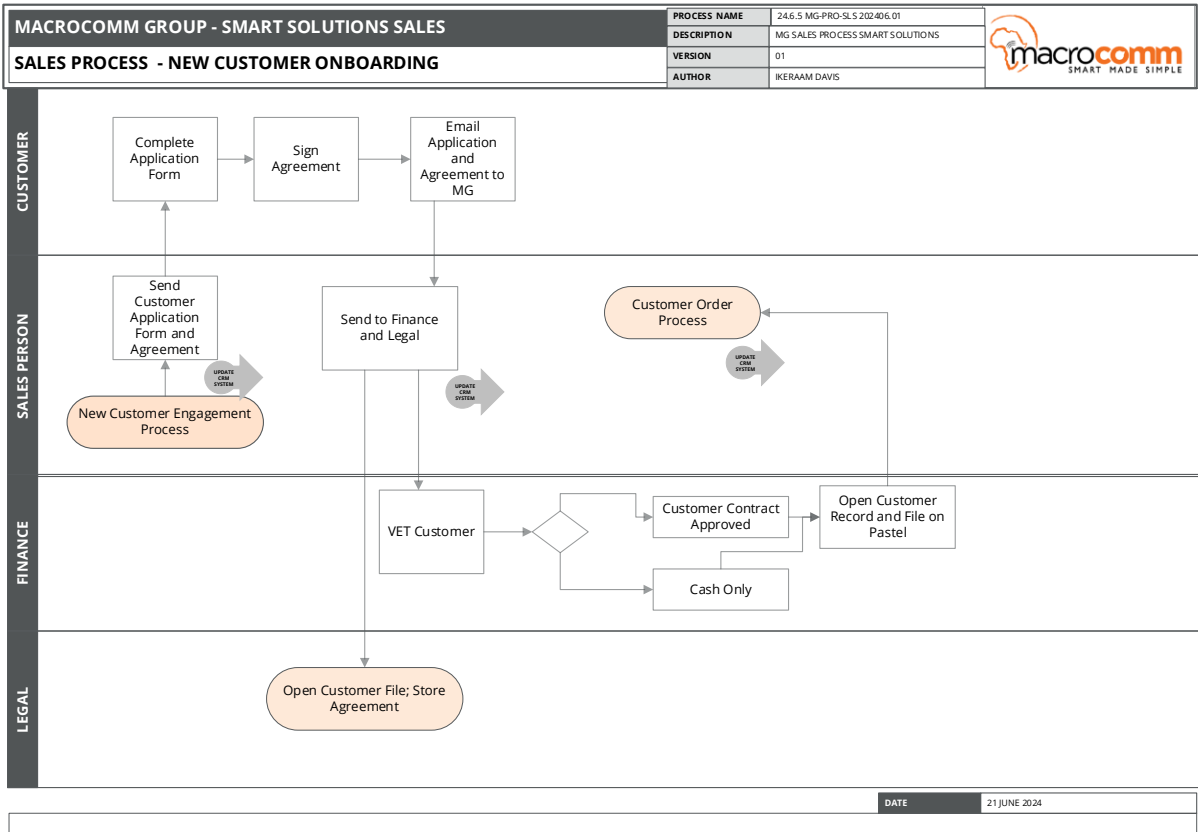 MACROCOMM GROUP - SMART SOLUTIONS SALES
SALES PROCESS - NEW CUSTOMER ONBOARDING
PROCESS NAME
24.6.5 MG-PRO-SLS 202406.01
DESCRIPTION
MG SALES PROCESS SMART SOLUTIONS
VERSION
01
AUTHOR
IKERAAM DAVIS
macrocomm
SMART MADE SIMPLE
CUSTOMER
Complete
Application
Form
Sign
Agreement
Email
Application
and
Agreement to
MG
SALES PERSON
Send
Customer
Application
Form and
Agreement
UPDATE
CRM
SYSTEM
New Customer Engagement
Process
Send to Finance
and Legal
UPDATE
CRM
SYSTEM
Customer Order
Process
UPDATE
CRM
SYSTEM
FINANCE
VET Customer
Customer Contract
Approved
Cash Only
Open Customer
Record and File on
Pastel
LEGAL
Open Customer File; Store
Agreement
DATE
21 JUNE 2024